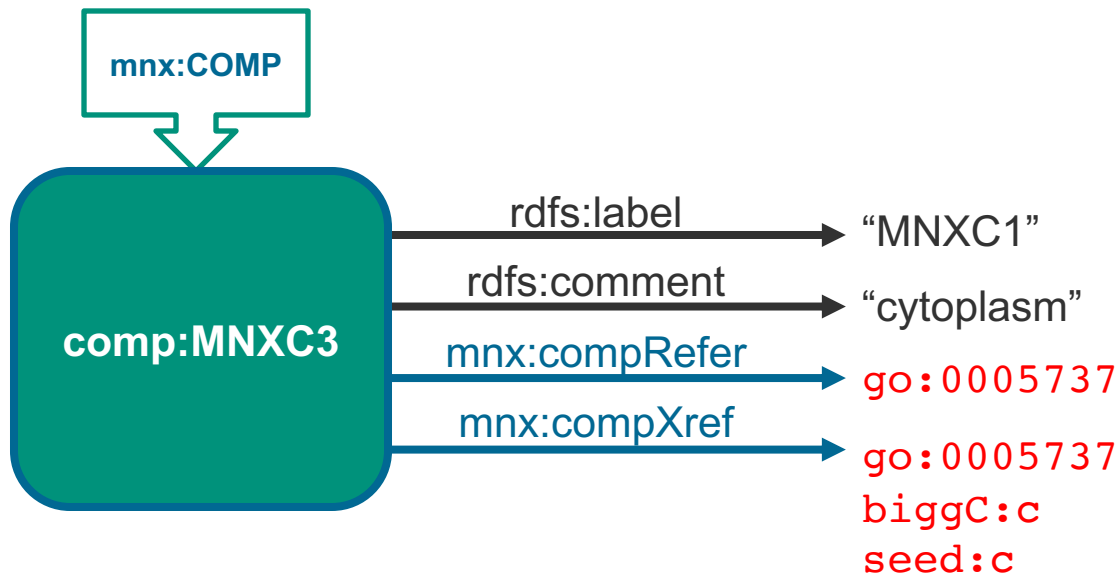 mnx:COMP
comp:MNXC3
rdfs:label
“MNXC1”
rdfs:comment
“cytoplasm”
mnx:compRefer
go:0005737
mnx:compXref
go:0005737
biggC:c
seed:c